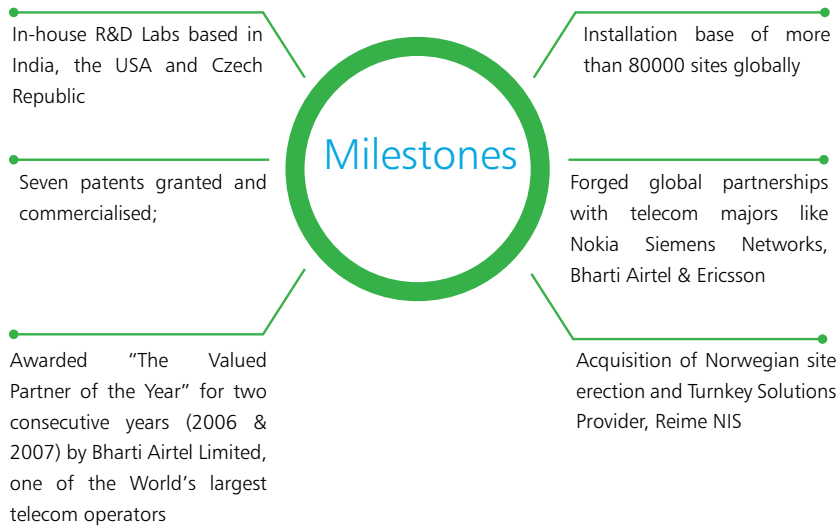 In-house R&D Labs based in
India, the USA and Czech
Republic
Seven patents granted and
commercialised;
Awarded “The Valued
Partner of the Year” for two
consecutive years (2006 &
2007) by Bharti Airtel Limited,
one of the World’s largest
telecom operators
Milestones
Installation base of more
than 80000 sites globally
Forged global partnerships
with telecom majors like
Nokia Siemens Networks,
Bharti Airtel & Ericsson
Acquisition of Norwegian site
erection and Turnkey Solutions
Provider, Reime NIS